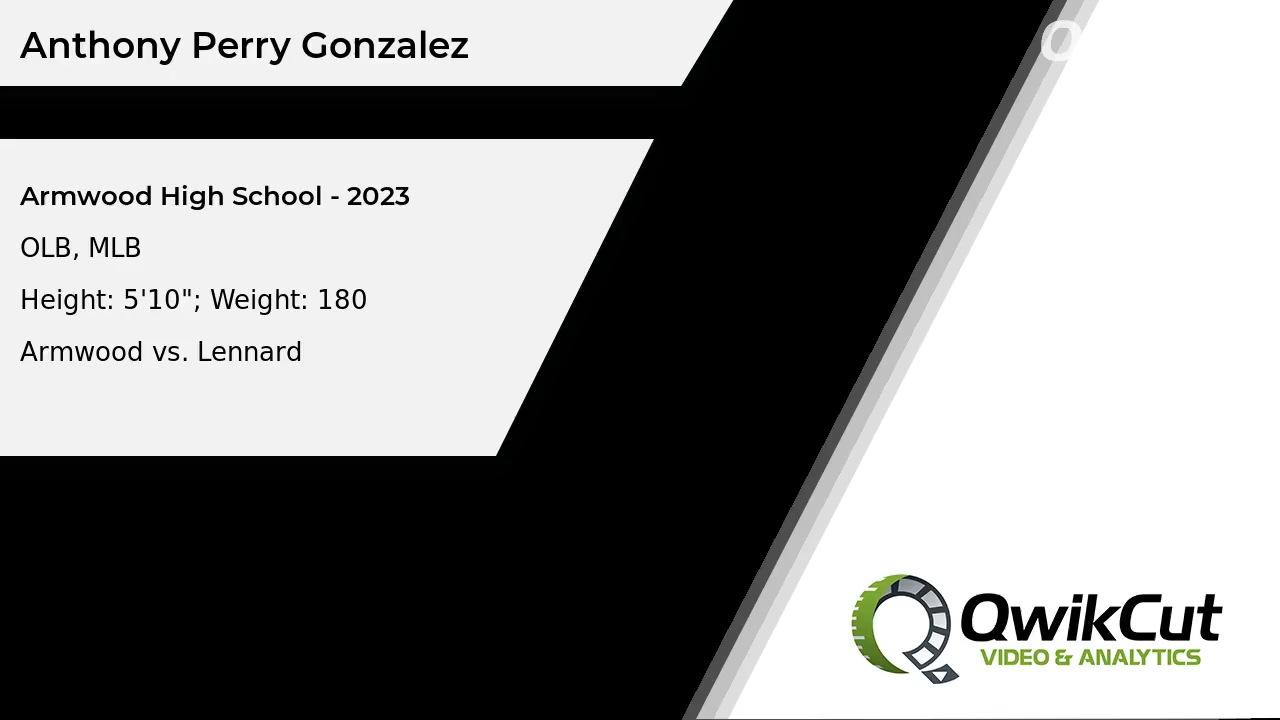 Anthony Perry Gonzalez
Armwood High School - 2023
OLB, MLB
Height: 5'10"; Weight: 180
Armwood vs. Lennard
QwikCut
VIDEO & ANALYTICS